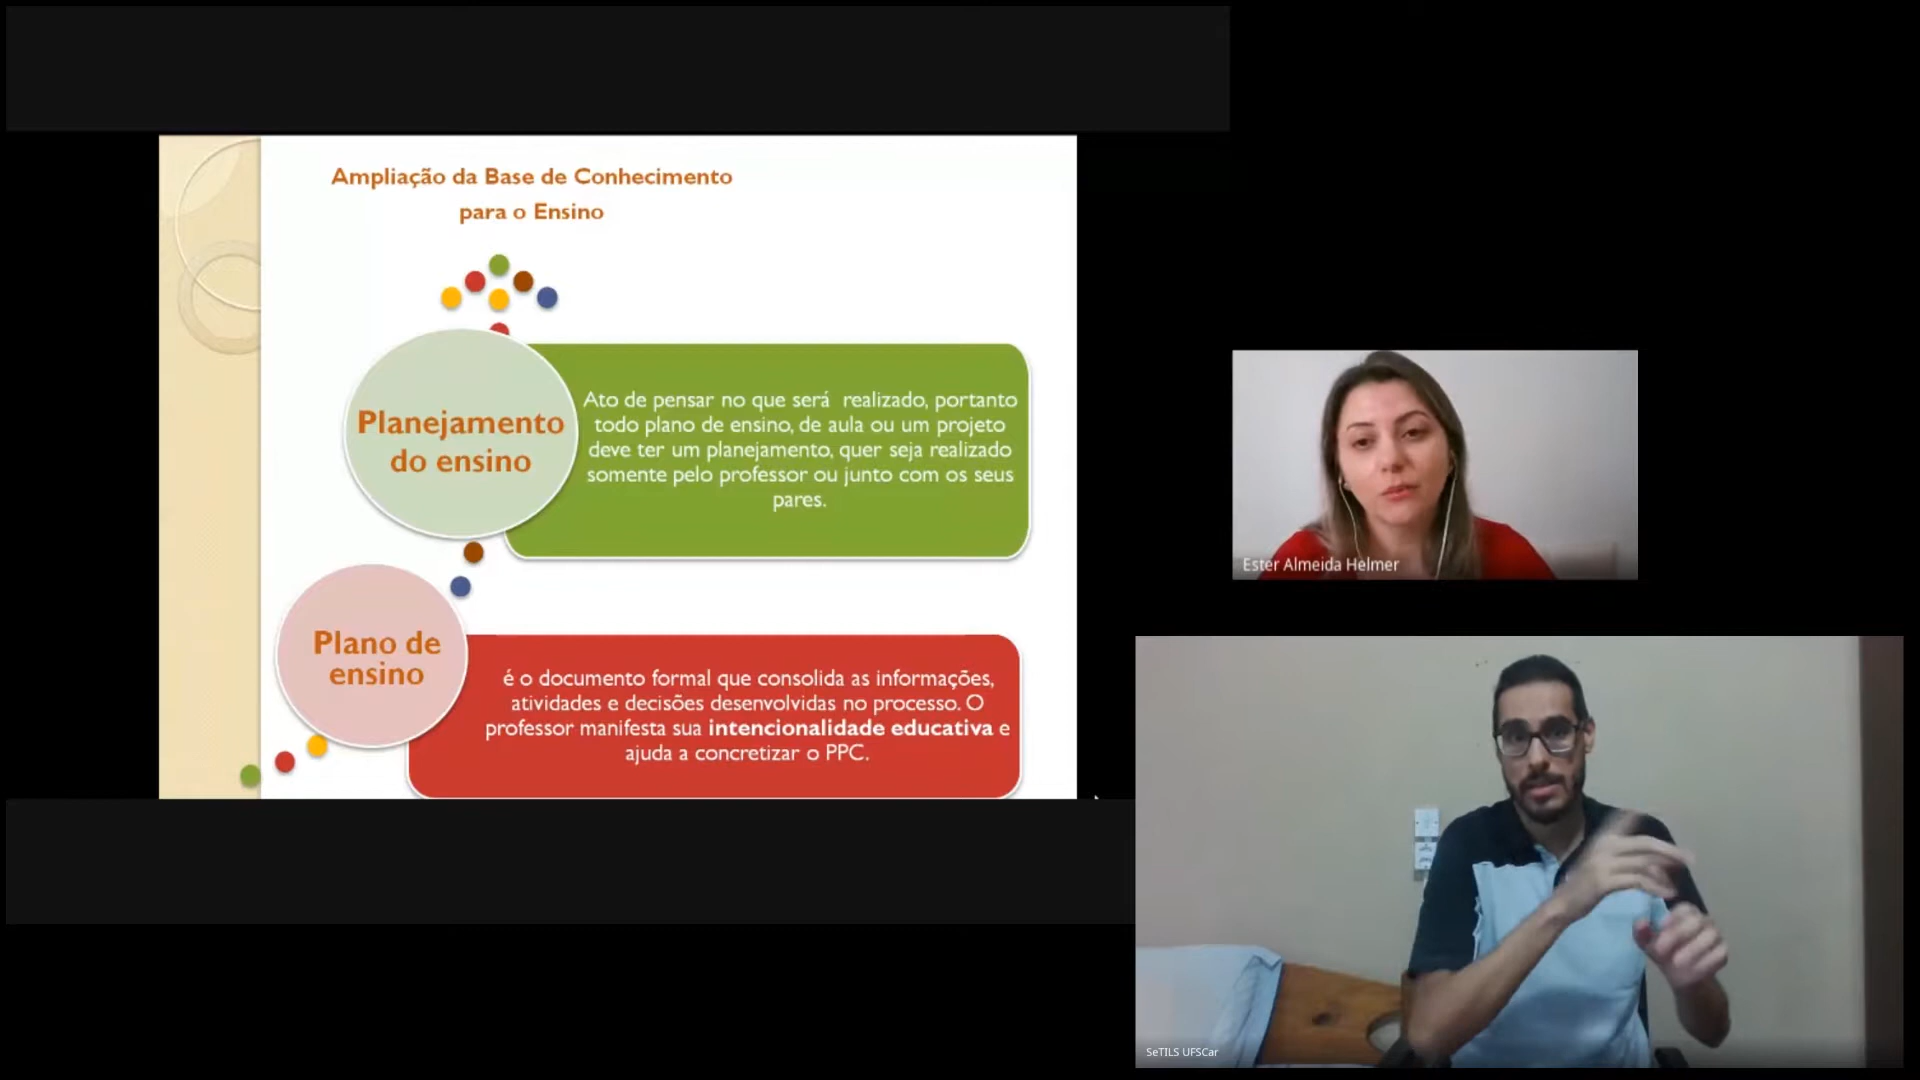 Ampliação da Base de Conhecimento
para o Ensino
Planejamento
do ensino
Ato de pensar no que será  realizado, portanto
todo plano de ensino, de aula ou um projeto
deve ter um planejamento, quer seja realizado
somente pelo professor ou junto com os seus
pares.
Plano de
ensino
é o documento formal que consolida as informações,
atividades e decisões desenvolvidas no processo. O
professor manifesta sua intencionalidade educativa e
ajuda a concretizar o PPC.
Ester Almeida Helmer
SeTILS UFSCar